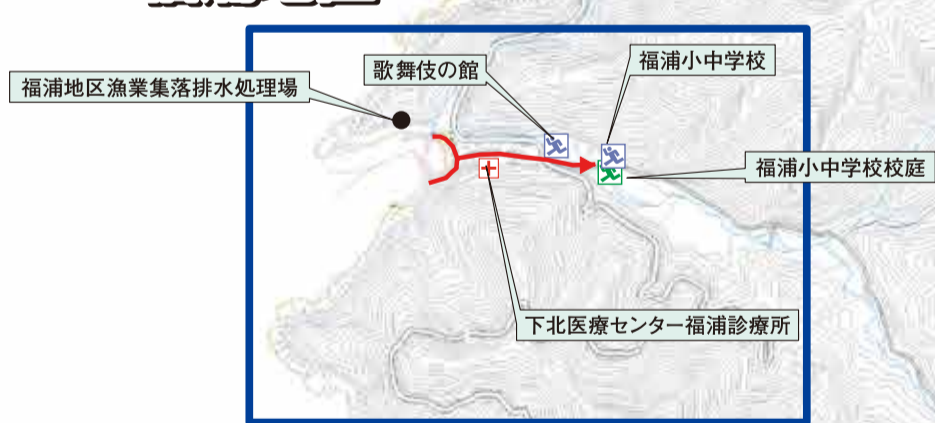 福浦小中学校
歌舞伎の館
福浦地区漁業集落排水処理場
福浦小中学校校庭
下北医療センター福浦診療所